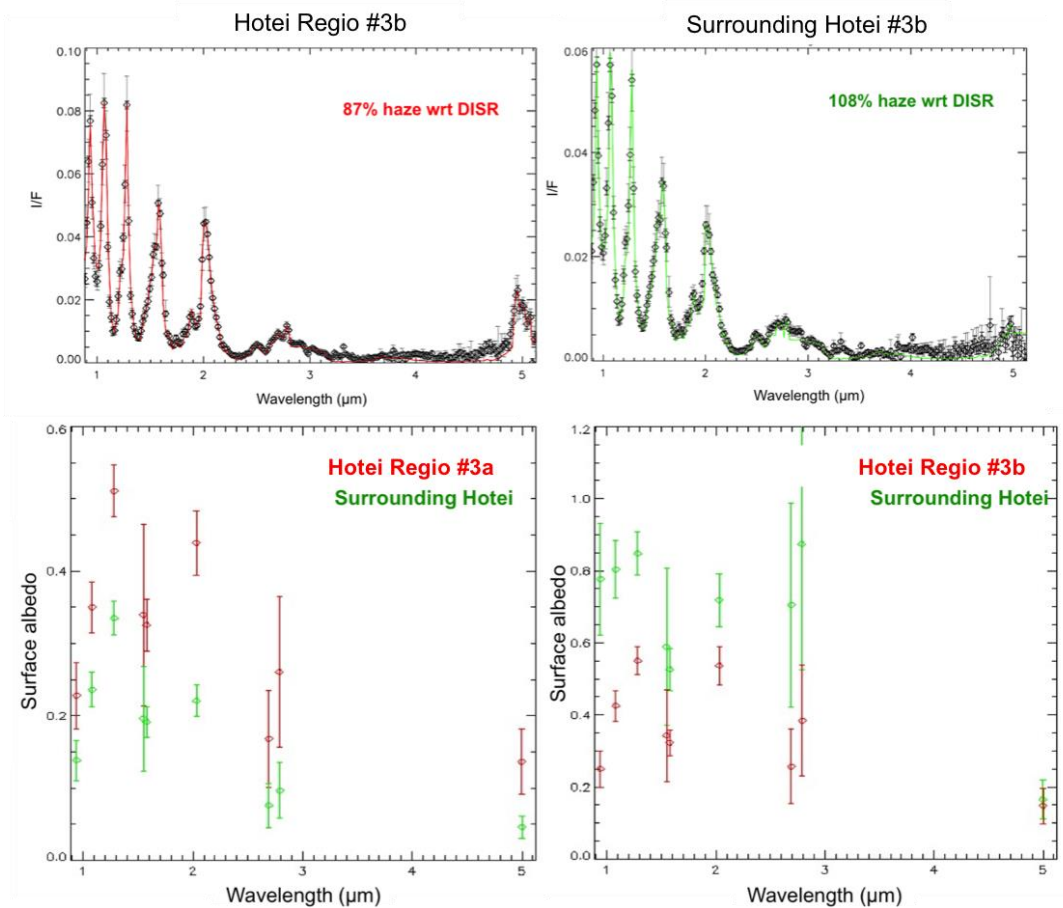 Hotei Regio #3b
Surrounding Hotei #3b
0.10
0.08
0.06
0.04
0.02
0.00
I/F
87% haze wrt DISR
1 2 3 4 5
Wavelength (µm)
0.06
0.04
0.02
0.00
I/F
108% haze wrt DISR
1 2 3 4 5
Wavelength (µm)
0.6
0.4
0.2
0.0
Surface albedo
Hotei Regio #3a
Surrounding Hotei
1 2 3 4 5
Wavelength (µm)
1.2
1.0
0.8
0.6
0.4
0.2
0.0
Surface albedo
Hotei Regio #3b
Surrounding Hotei
1 2 3 4 5
Wavelength (µm)